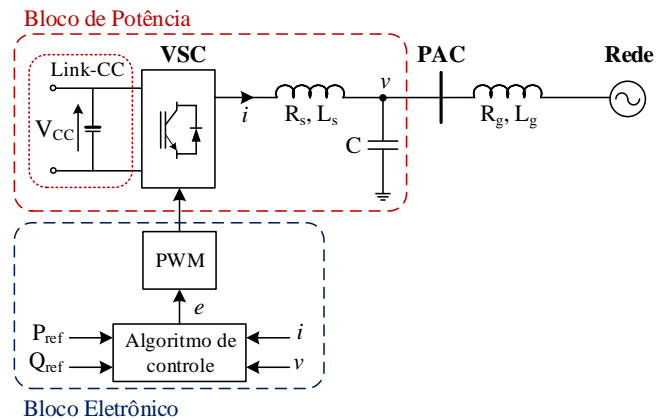 Bloco de Potência
VSC
PAC
Rede
Link-CC
V_CC
i
R_s, L_s
v
R_g, L_g
C
PWM
e
P_ref
Q_ref
Algoritmo de
controle
i
v
Bloco Eletrônico